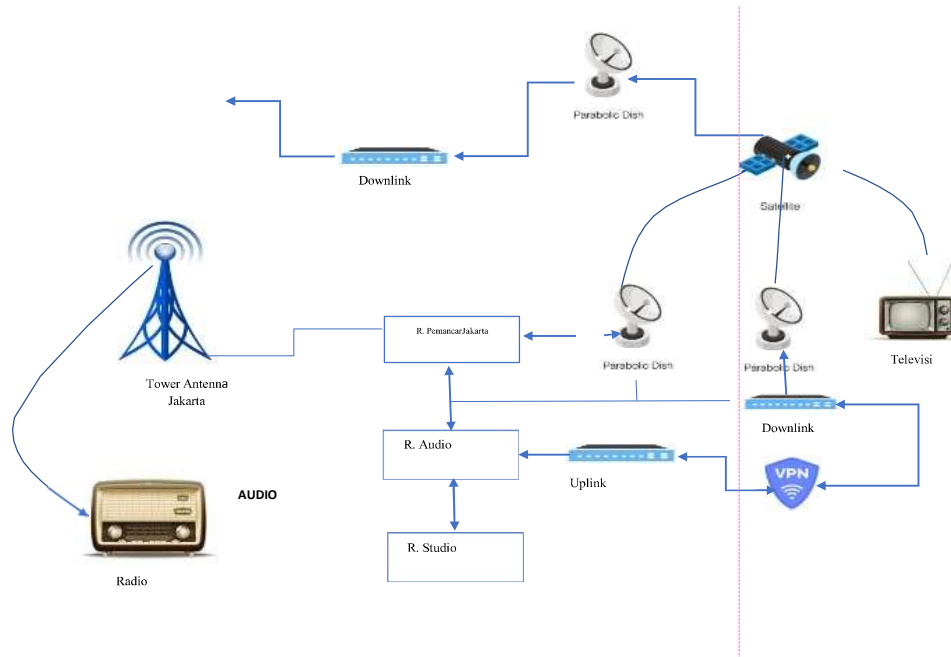 Parabolic Dish
Downlink
Satellite
R. PemancarJakarta
Parabolic Dish
Parabolic Dish
Televisi
Tower Antenna
Jakarta
Downlink
R. Audio
VPN
Uplink
AUDIO
R. Studio
Radio